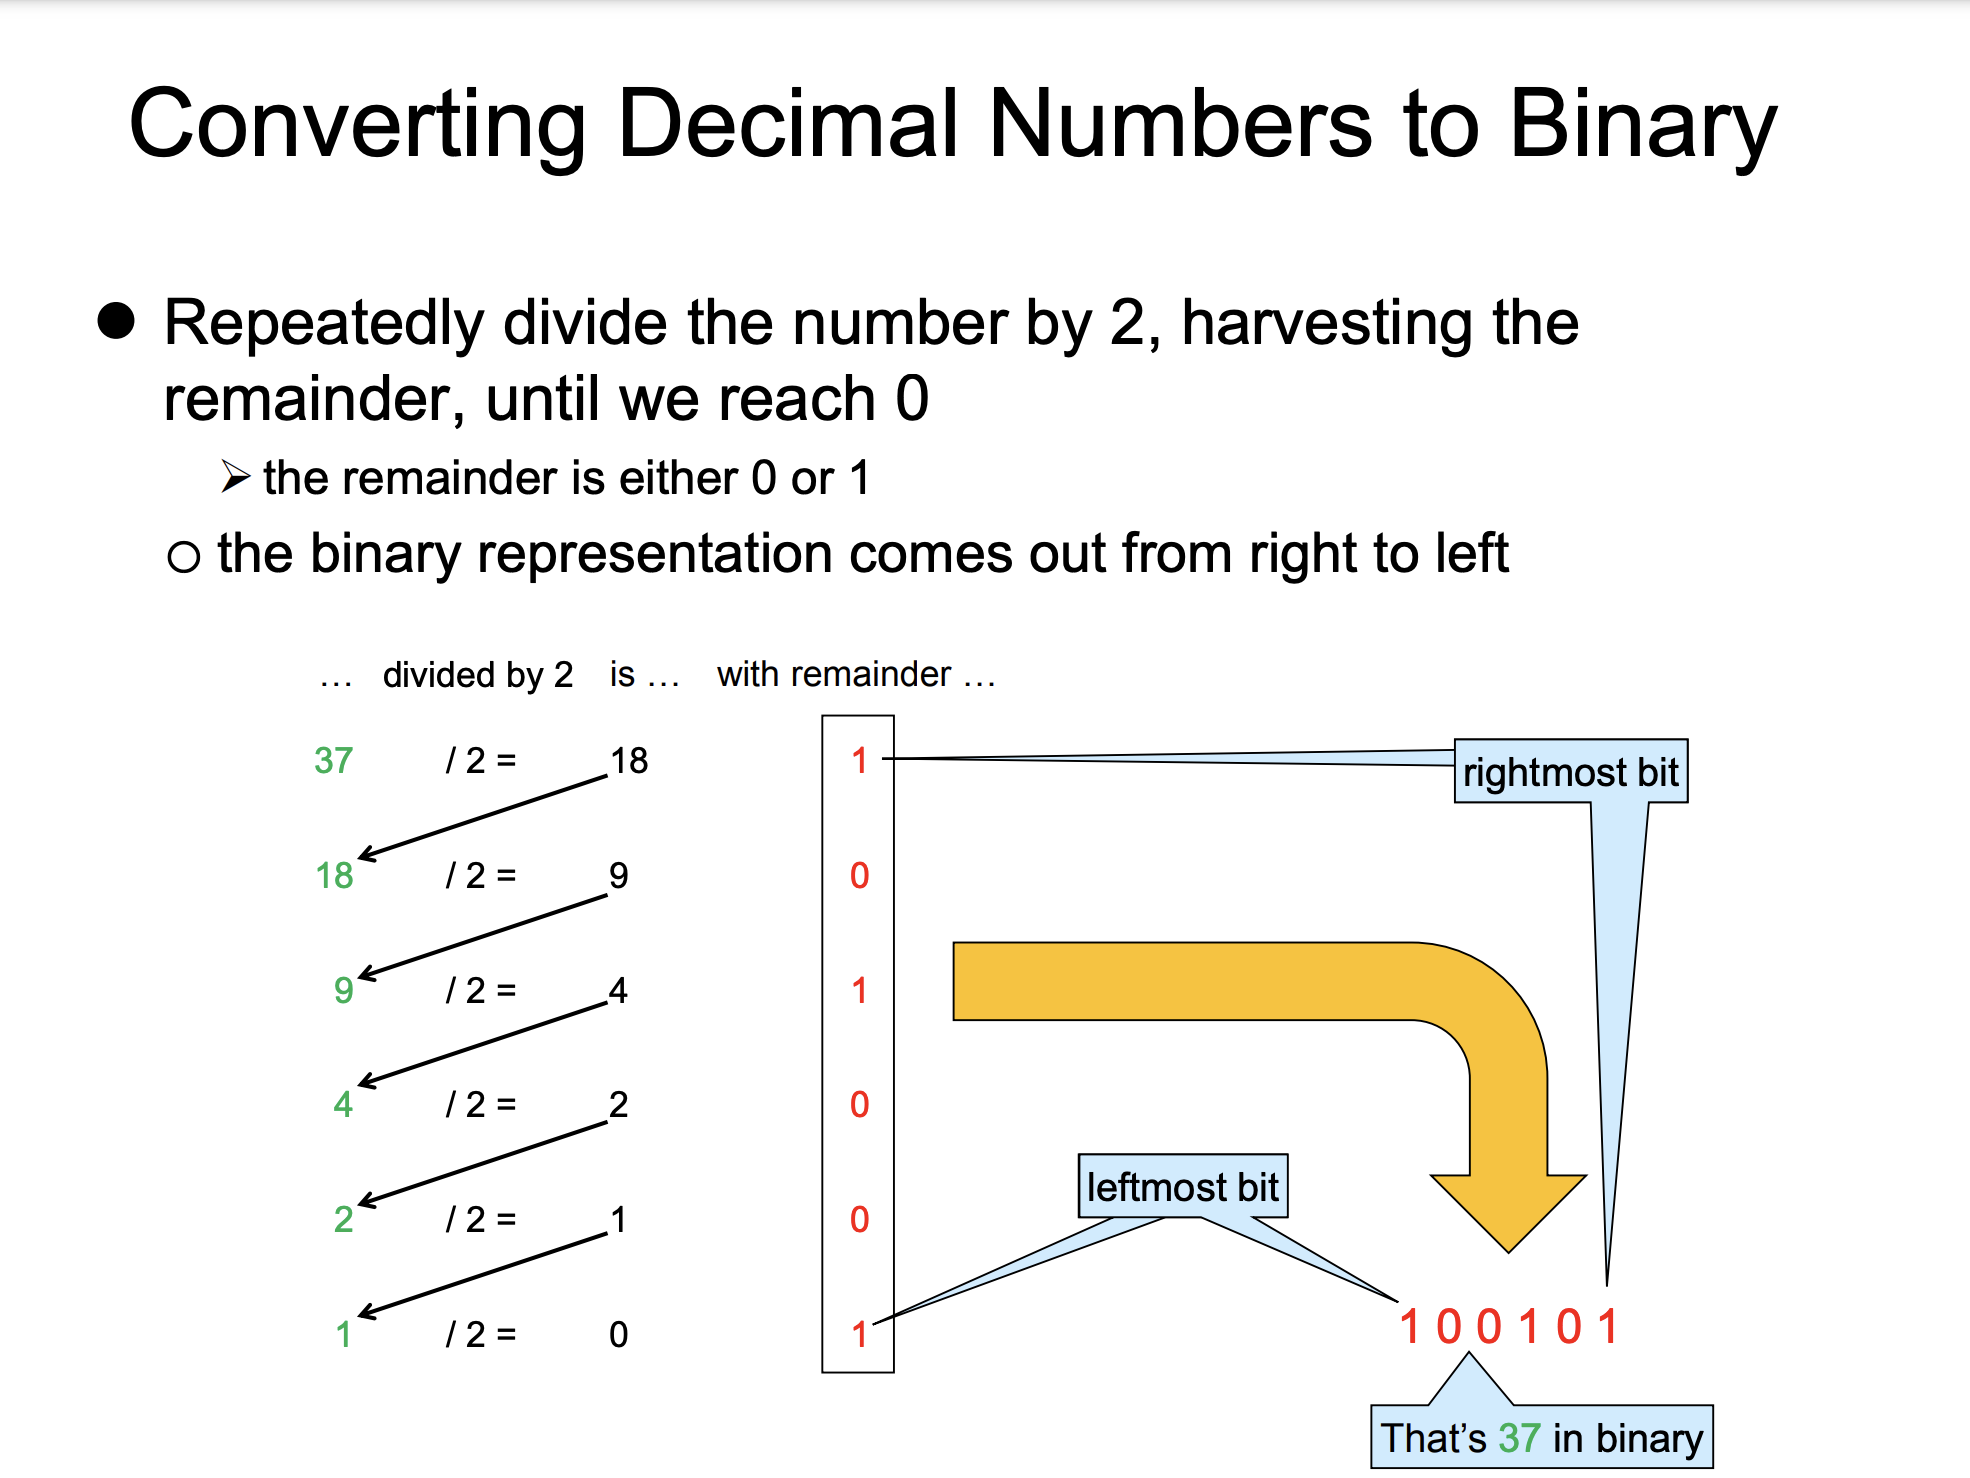 Converting Decimal Numbers to Binary
● Repeatedly divide the number by 2, harvesting the
remainder, until we reach 0
➢ the remainder is either 0 or 1
○ the binary representation comes out from right to left
… divided by 2 is … with remainder …
37 / 2 = 18 1
rightmost bit
18 / 2 = 9 0
9 / 2 = 4 1
4 / 2 = 2 0
leftmost bit
2 / 2 = 1 0
1 / 2 = 0 1
1 0 0 1 0 1
That’s 37 in binary